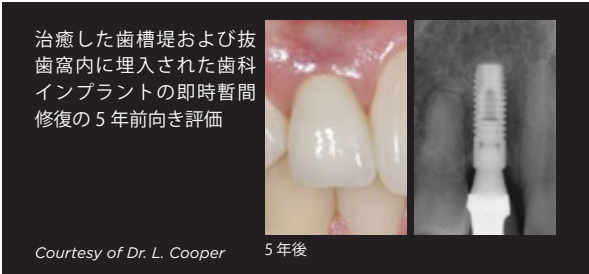 治癒した歯槽堤および抜
歯窩内に埋入された歯科
インプラントの即時暫間
修復の 5 年前向き評価
Courtesy of Dr. L. Cooper
5 年後